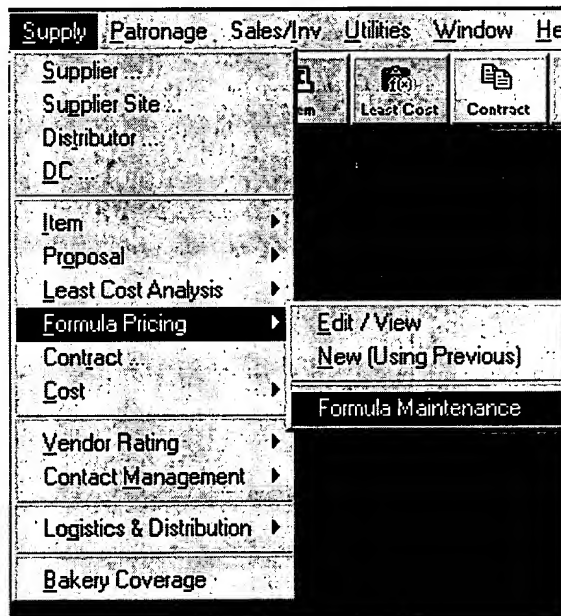 Supply Patronage Sales/Inv Utilities Window He
Supplier ...
Supplier Site ...
Distributor ...
DC ...
em Least Cost Contract
Item
Proposal
Least Cost Analysis
Formula Pricing
Edit / View
New (Using Previous)
Formula Maintenance
Contract ...
Cost
Vendor Rating
Contact Management
Logistics & Distribution
Bakery Coverage